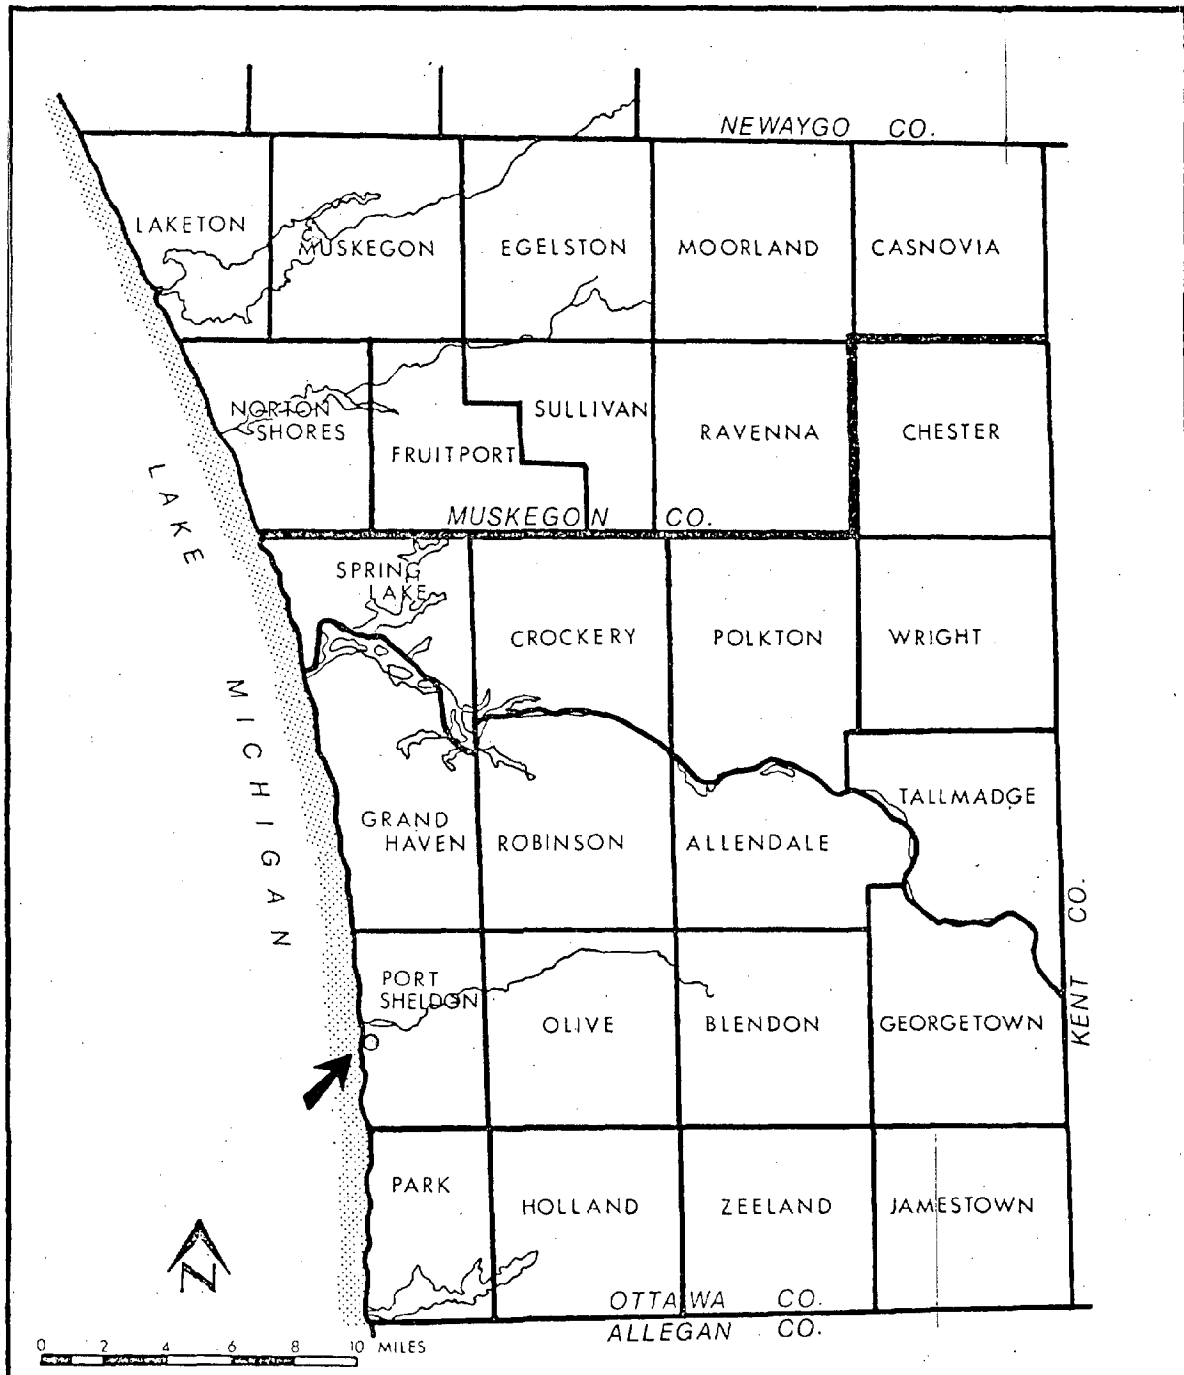 NEWAYGO CO.
LAKETON
MUSKEGON
EGELSTON
MOORLAND
CASNOVIA
NORTON
SHORES
FRUITPORT
SULLIVAN
RAVENNA
CHESTER
MUSKEGON CO.
LAKE MICHIGAN
SPRING
LAKE
CROCKERY
POLKTON
WRIGHT
GRAND
HAVEN
ROBINSON
ALLENDALE
TALLMADGE
KENT CO.
PORT
SHELDON
OLIVE
BLENDON
GEORGETOWN
PARK
HOLLAND
ZEELAND
JAMESTOWN
N
OTTAWA CO.
ALLEGAN CO.
0 2 4 6 8 10 MILES